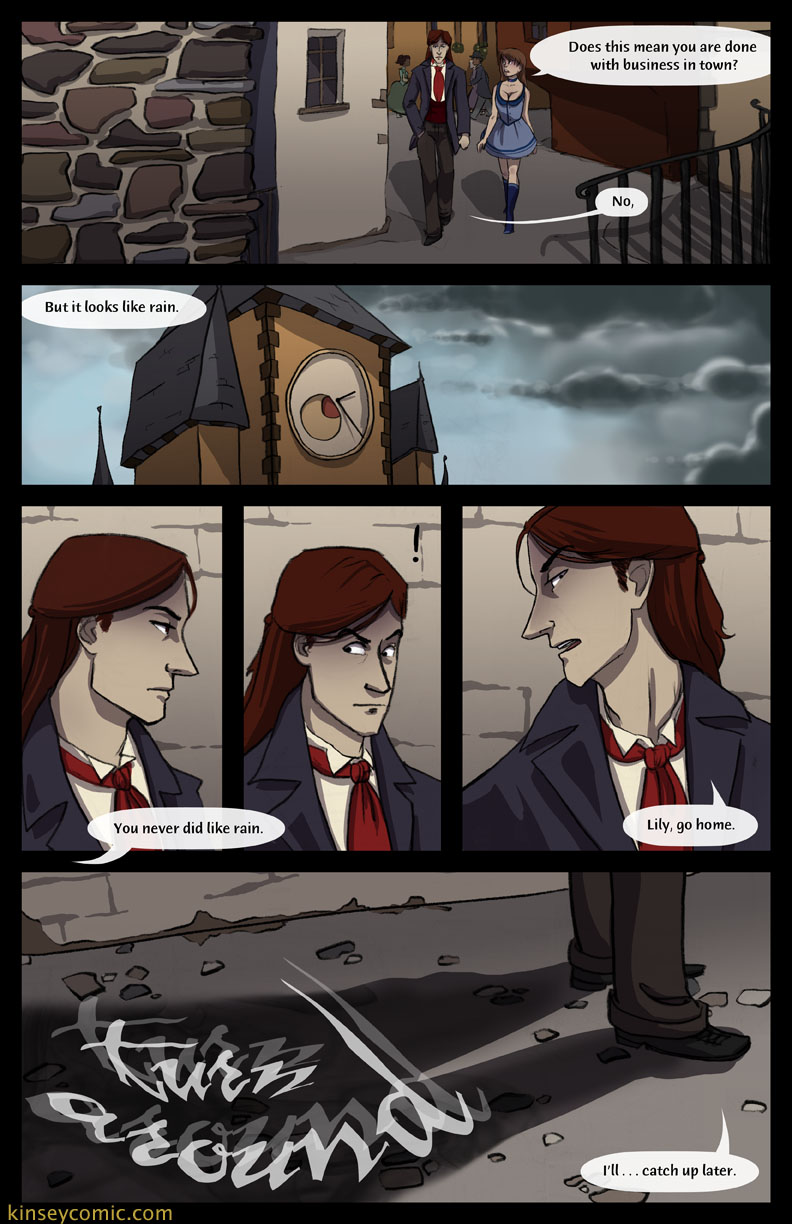 Does this mean you are done
with business in town?
No,
But it looks like rain.
!
You never did like rain.
Lily, go home.
turn
around
I'll . . . catch up later.
kinseycomic.com